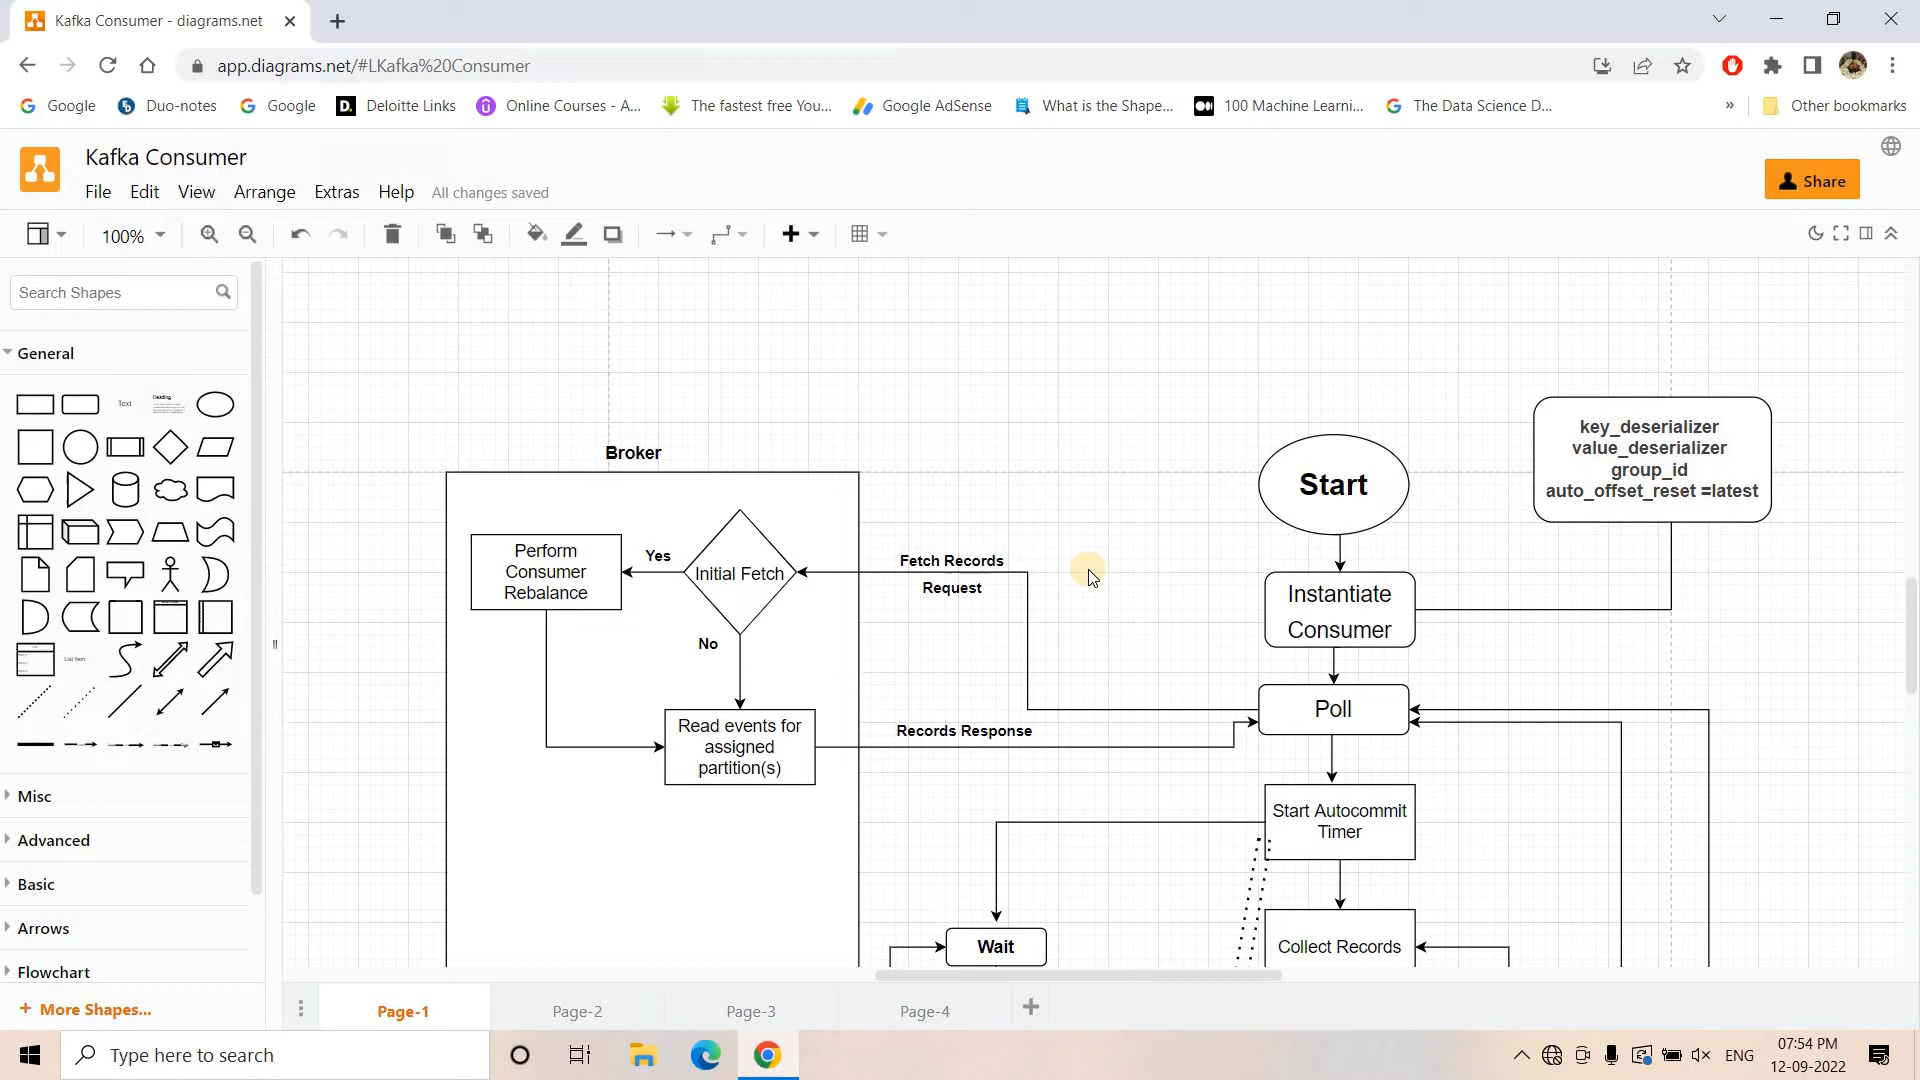 Kafka Consumer - diagrams.net
app.diagrams.net/#LKafka%20Consumer
Google
Duo-notes
Google
Deloitte Links
Online Courses - A...
The fastest free You...
Google AdSense
What is the Shape...
100 Machine Learni...
The Data Science D...
»
Other bookmarks
Kafka Consumer
File Edit View Arrange Extras Help All changes saved
Share
100%
Search Shapes
General
Text
Heading
List Item
Misc
Advanced
Basic
Arrows
Flowchart
+ More Shapes...
Broker
Perform
Consumer
Rebalance
Yes
Initial Fetch
No
Read events for
assigned
partition(s)
Fetch Records
Request
Records Response
Start
Instantiate
Consumer
Poll
Start Autocommit
Timer
Collect Records
Wait
key_deserializer
value_deserializer
group_id
auto_offset_reset =latest
Page-1
Page-2
Page-3
Page-4
Type here to search
ENG
07:54 PM
12-09-2022